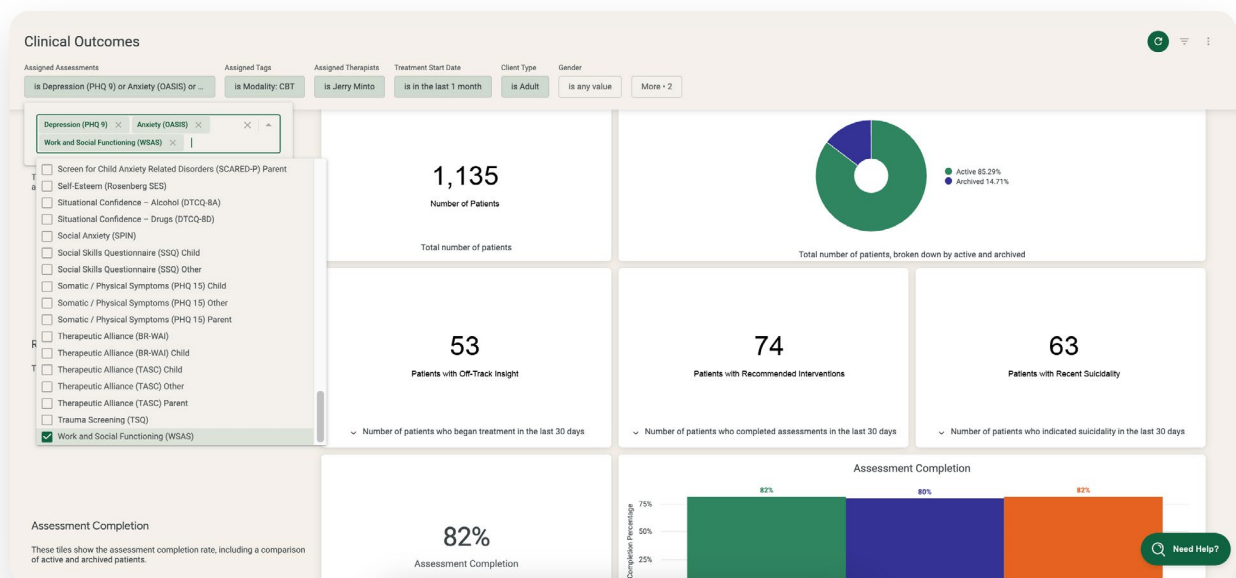 Clinical Outcomes
Assigned Assessments
Assigned Tags
Assigned Therapists
Treatment Start Date
Client Type
Gender
is Depression (PHQ 9) or Anxiety (OASIS) or ...
is Modality: CBT
is Jerry Minto
is in the last 1 month
is Adult
is any value
More • 2
Depression (PHQ 9)
Anxiety (OASIS)
Work and Social Functioning (WSAS)
Screen for Child Anxiety Related Disorders (SCARED-P) Parent
Self-Esteem (Rosenberg SES)
Situational Confidence – Alcohol (DTCQ-8A)
Situational Confidence – Drugs (DTCQ-8D)
Social Anxiety (SPIN)
Social Skills Questionnaire (SSQ) Child
Social Skills Questionnaire (SSQ) Other
Somatic / Physical Symptoms (PHQ 15) Child
Somatic / Physical Symptoms (PHQ 15) Other
Somatic / Physical Symptoms (PHQ 15) Parent
Therapeutic Alliance (BR-WAI)
Therapeutic Alliance (BR-WAI) Child
Therapeutic Alliance (TASC) Child
Therapeutic Alliance (TASC) Other
Therapeutic Alliance (TASC) Parent
Trauma Screening (TSQ)
Work and Social Functioning (WSAS)
1,135
Number of Patients
Total number of patients
Active 85.29%
Archived 14.71%
Total number of patients, broken down by active and archived
53
Patients with Off-Track Insight
Number of patients who began treatment in the last 30 days
74
Patients with Recommended Interventions
Number of patients who completed assessments in the last 30 days
63
Patients with Recent Suicidality
Number of patients who indicated suicidality in the last 30 days
Assessment Completion
These tiles show the assessment completion rate, including a comparison
of active and archived patients.
82%
Assessment Completion
Assessment Completion
82%
80%
82%
Completion Percentage
75%
50%
25%
Need Help?